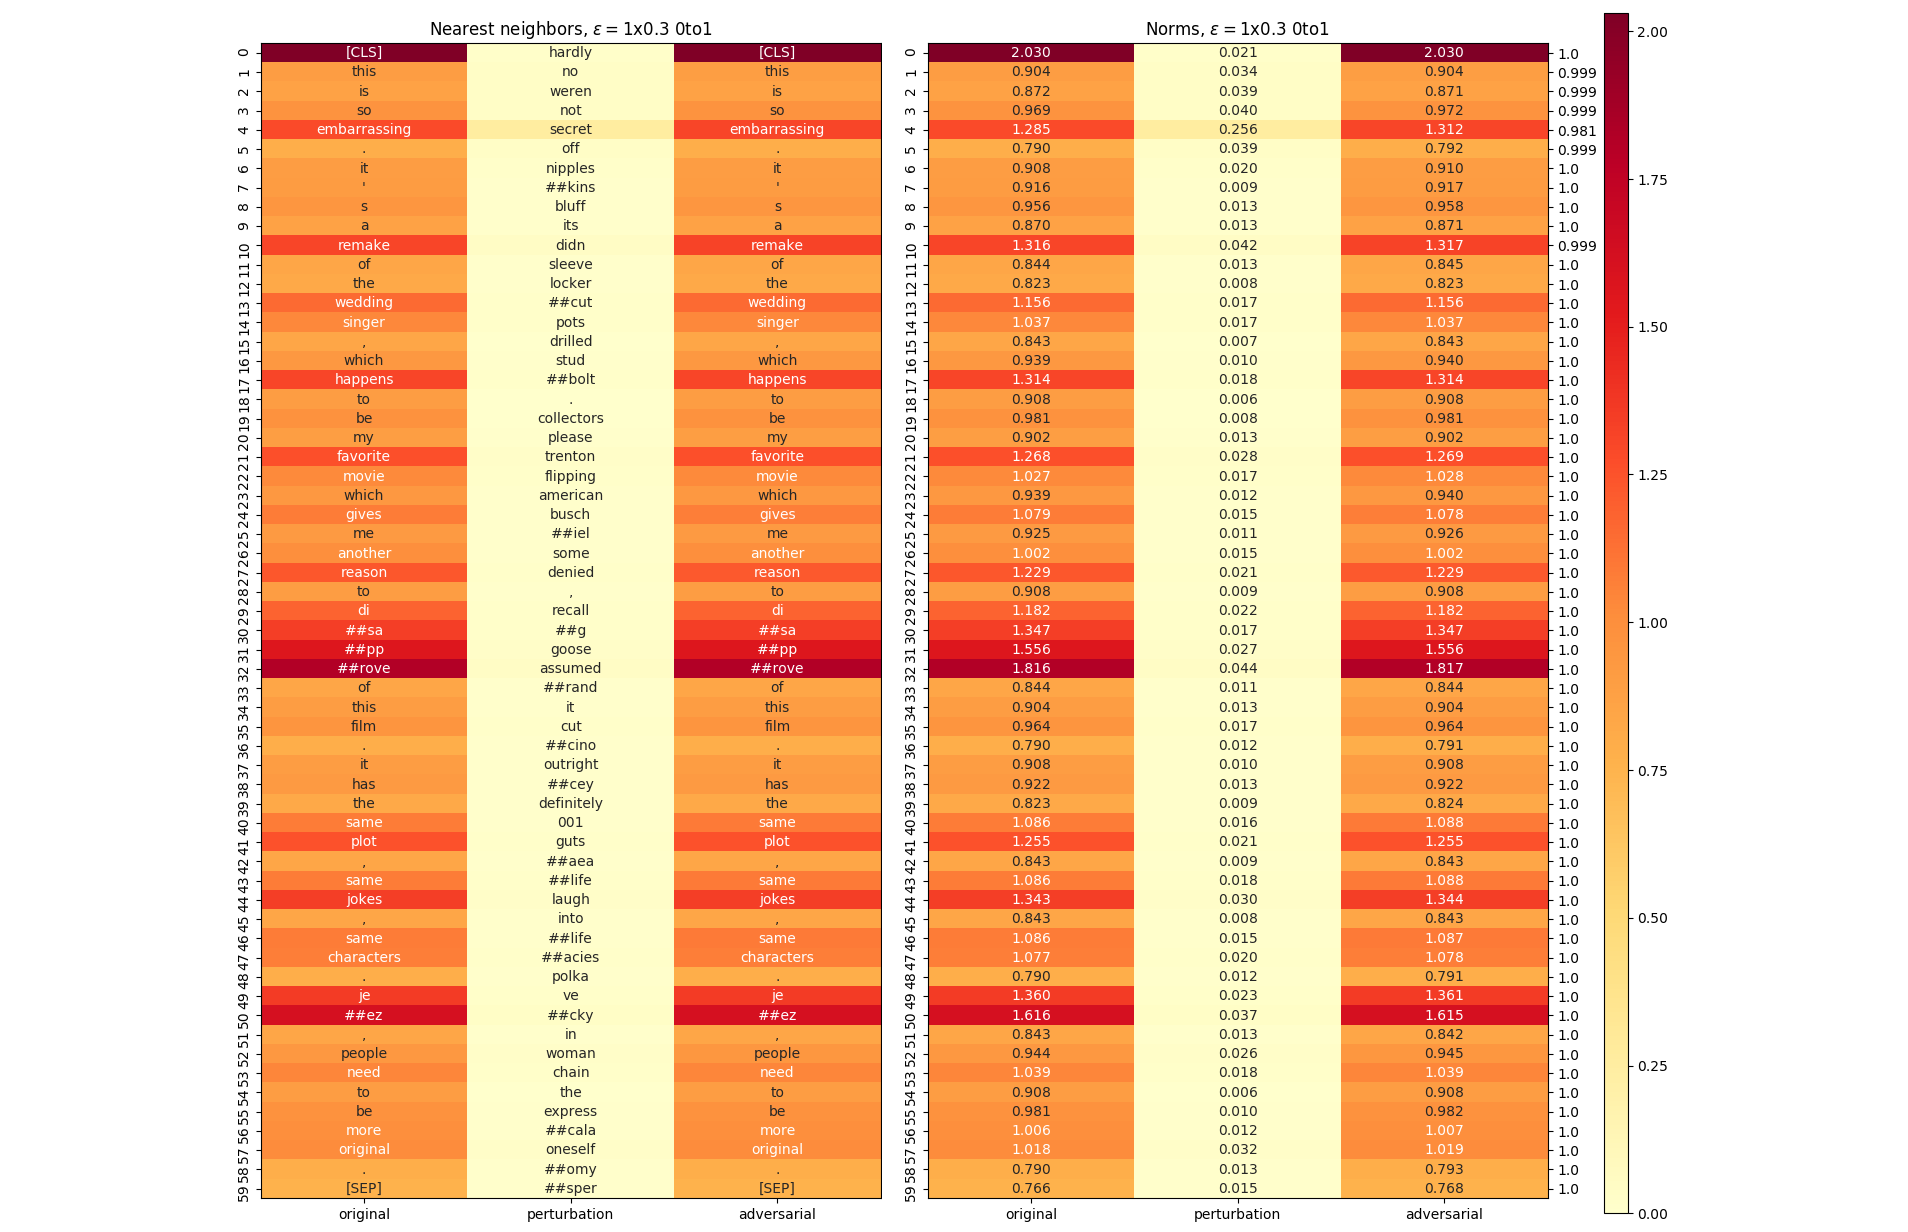 Nearest neighbors, ε = 1x0.3 0to1 Norms, ε = 1x0.3 0to1
0 [CLS] hardly [CLS] 0 2.030 0.021 2.030 1.0
1 this no this 1 0.904 0.034 0.904 0.999
2 is weren is 2 0.872 0.039 0.871 0.999
3 so not so 3 0.969 0.040 0.972 0.999
4 embarrassing secret embarrassing 4 1.285 0.256 1.312 0.981
5 . off . 5 0.790 0.039 0.792 0.999
6 it nipples it 6 0.908 0.020 0.910 1.0
7 ' ##kins ' 7 0.916 0.009 0.917 1.0
8 s bluff s 8 0.956 0.013 0.958 1.0
9 a its a 9 0.870 0.013 0.871 1.0
10 remake didn remake 10 1.316 0.042 1.317 0.999
11 of sleeve of 11 0.844 0.013 0.845 1.0
12 the locker the 12 0.823 0.008 0.823 1.0
13 wedding ##cut wedding 13 1.156 0.017 1.156 1.0
14 singer pots singer 14 1.037 0.017 1.037 1.0
15 , drilled , 15 0.843 0.007 0.843 1.0
16 which stud which 16 0.939 0.010 0.940 1.0
17 happens ##bolt happens 17 1.314 0.018 1.314 1.0
18 to . to 18 0.908 0.006 0.908 1.0
19 be collectors be 19 0.981 0.008 0.981 1.0
20 my please my 20 0.902 0.013 0.902 1.0
21 favorite trenton favorite 21 1.268 0.028 1.269 1.0
22 movie flipping movie 22 1.027 0.017 1.028 1.0
23 which american which 23 0.939 0.012 0.940 1.0
24 gives busch gives 24 1.079 0.015 1.078 1.0
25 me ##iel me 25 0.925 0.011 0.926 1.0
26 another some another 26 1.002 0.015 1.002 1.0
27 reason denied reason 27 1.229 0.021 1.229 1.0
28 to , to 28 0.908 0.009 0.908 1.0
29 di recall di 29 1.182 0.022 1.182 1.0
30 ##sa ##g ##sa 30 1.347 0.017 1.347 1.0
31 ##pp goose ##pp 31 1.556 0.027 1.556 1.0
32 ##rove assumed ##rove 32 1.816 0.044 1.817 1.0
33 of ##rand of 33 0.844 0.011 0.844 1.0
34 this it this 34 0.904 0.013 0.904 1.0
35 film cut film 35 0.964 0.017 0.964 1.0
36 . ##cino . 36 0.790 0.012 0.791 1.0
37 it outright it 37 0.908 0.010 0.908 1.0
38 has ##cey has 38 0.922 0.013 0.922 1.0
39 the definitely the 39 0.823 0.009 0.824 1.0
40 same 001 same 40 1.086 0.016 1.088 1.0
41 plot guts plot 41 1.255 0.021 1.255 1.0
42 , ##aea , 42 0.843 0.009 0.843 1.0
43 same ##life same 43 1.086 0.018 1.088 1.0
44 jokes laugh jokes 44 1.343 0.030 1.344 1.0
45 , into , 45 0.843 0.008 0.843 1.0
46 same ##life same 46 1.086 0.015 1.087 1.0
47 characters ##acies characters 47 1.077 0.020 1.078 1.0
48 . polka . 48 0.790 0.012 0.791 1.0
49 je ve je 49 1.360 0.023 1.361 1.0
50 ##ez ##cky ##ez 50 1.616 0.037 1.615 1.0
51 , in , 51 0.843 0.013 0.842 1.0
52 people woman people 52 0.944 0.026 0.945 1.0
53 need chain need 53 1.039 0.018 1.039 1.0
54 to the to 54 0.908 0.006 0.908 1.0
55 be express be 55 0.981 0.010 0.982 1.0
56 more ##cala more 56 1.006 0.012 1.007 1.0
57 original oneself original 57 1.018 0.032 1.019 1.0
58 . ##omy . 58 0.790 0.013 0.793 1.0
59 [SEP] ##sper [SEP] 59 0.766 0.015 0.768 1.0
original perturbation adversarial original perturbation adversarial
2.00
1.75
1.50
1.25
1.00
0.75
0.50
0.25
0.00